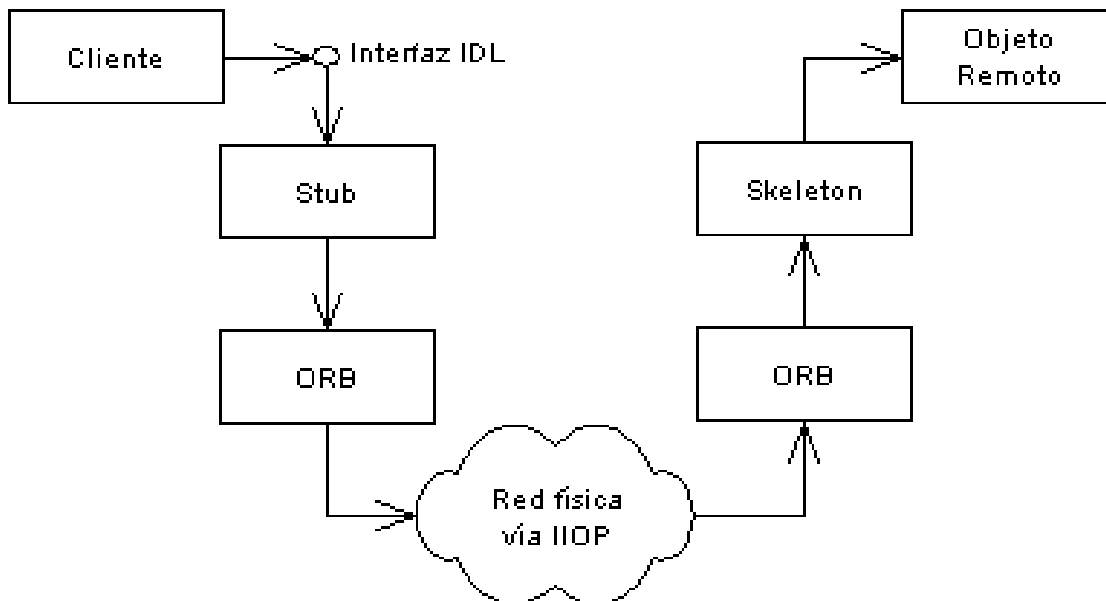 Cliente
Interfaz IDL
Objeto
Remoto
Stub
Skeleton
ORB
ORB
Red física
vía IIOP